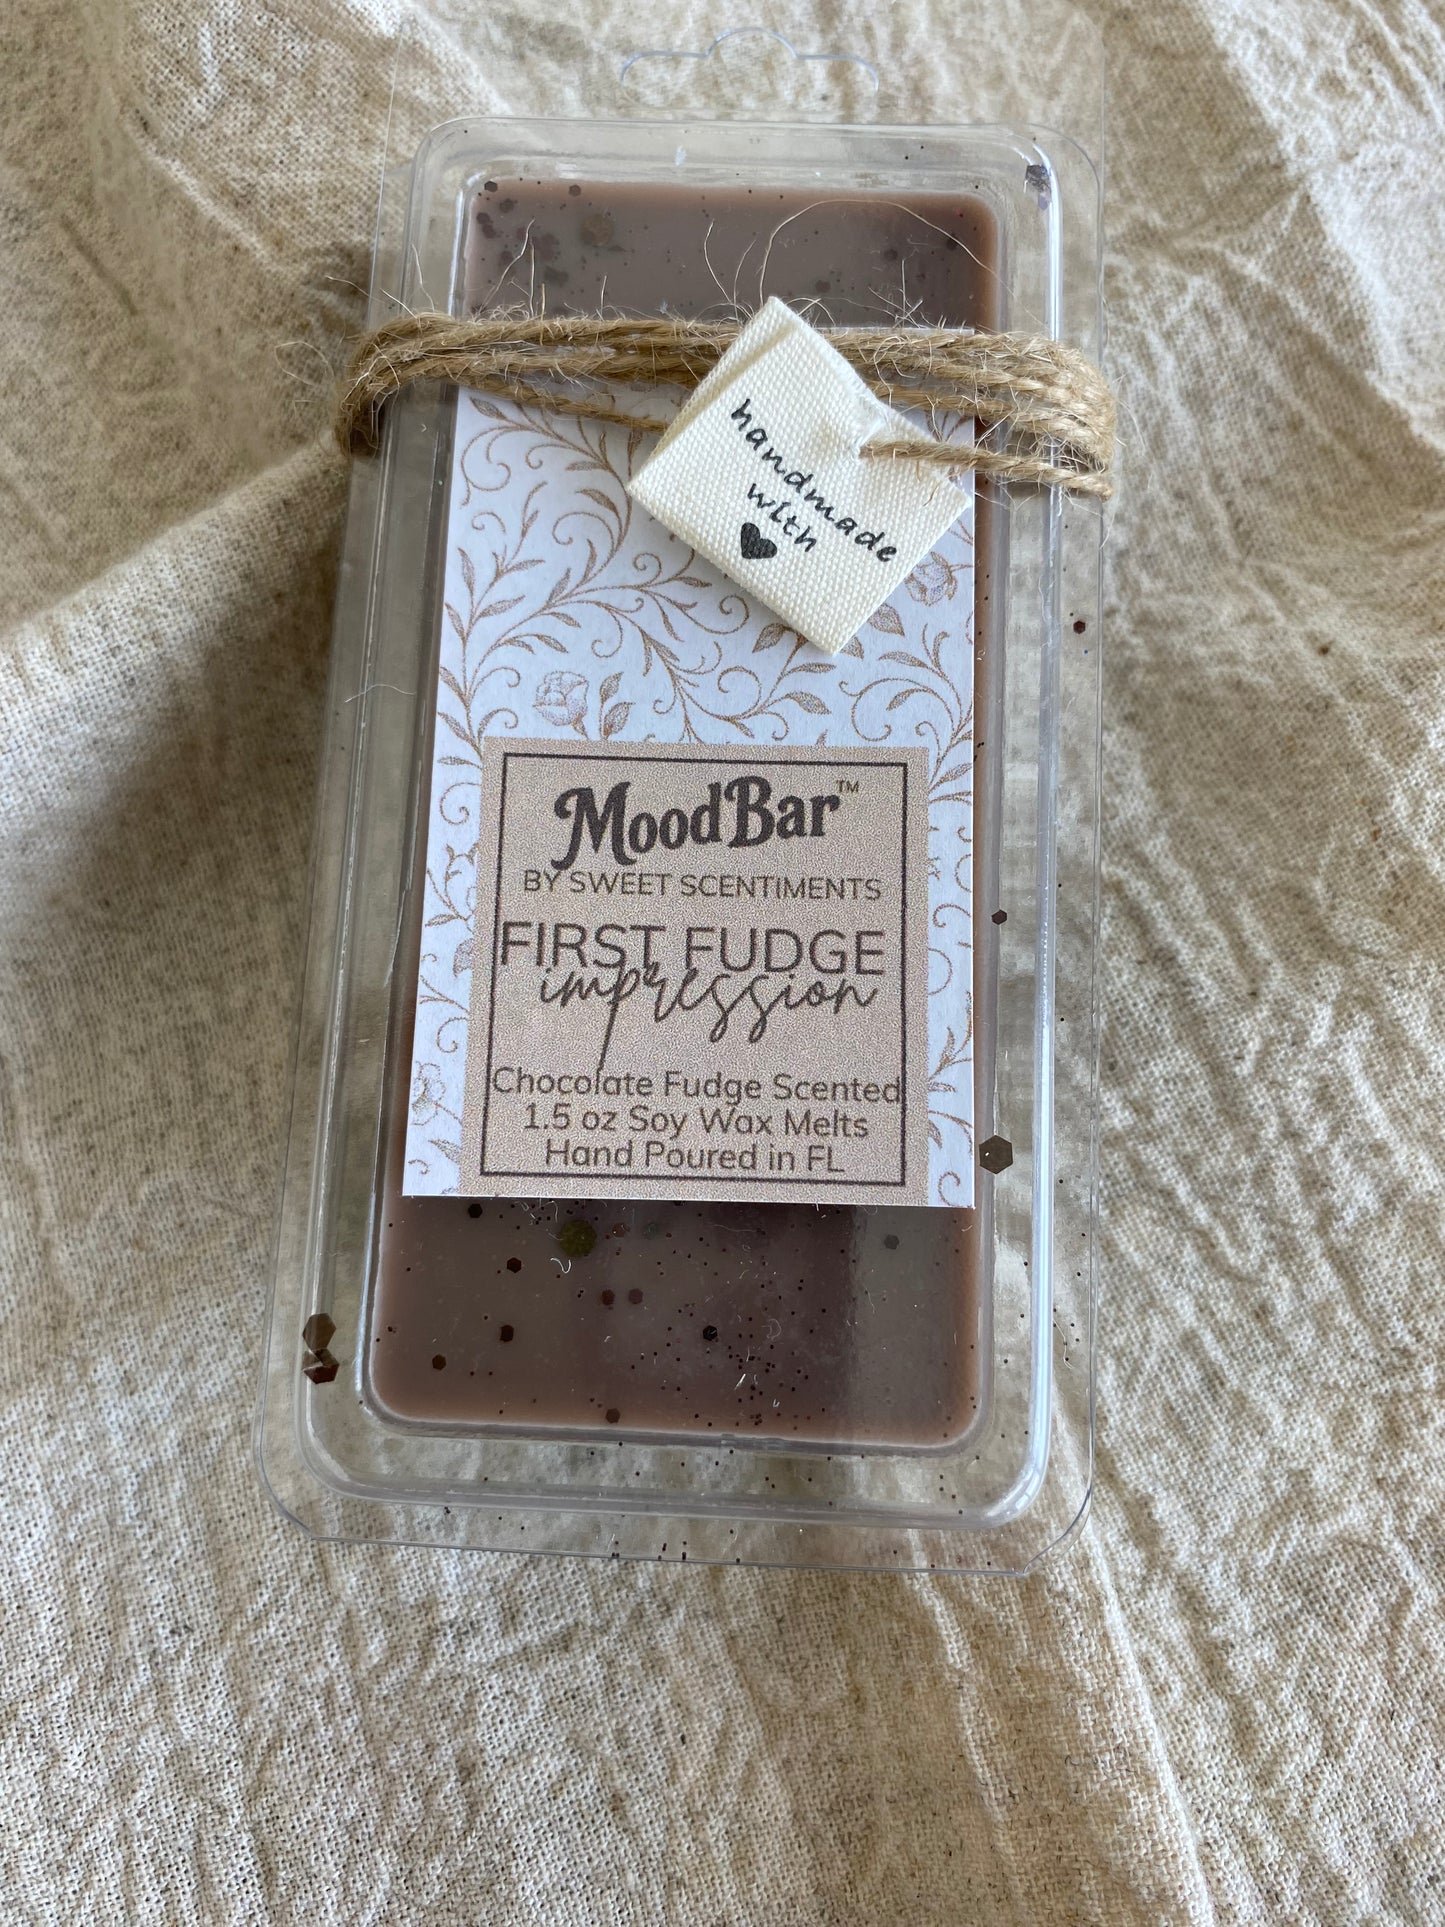 handmade
with
MoodBar™
BY SWEET SCENTIMENTS
FIRST FUDGE
impression
Chocolate Fudge Scented
1.5 oz Soy Wax Melts
Hand Poured in FL